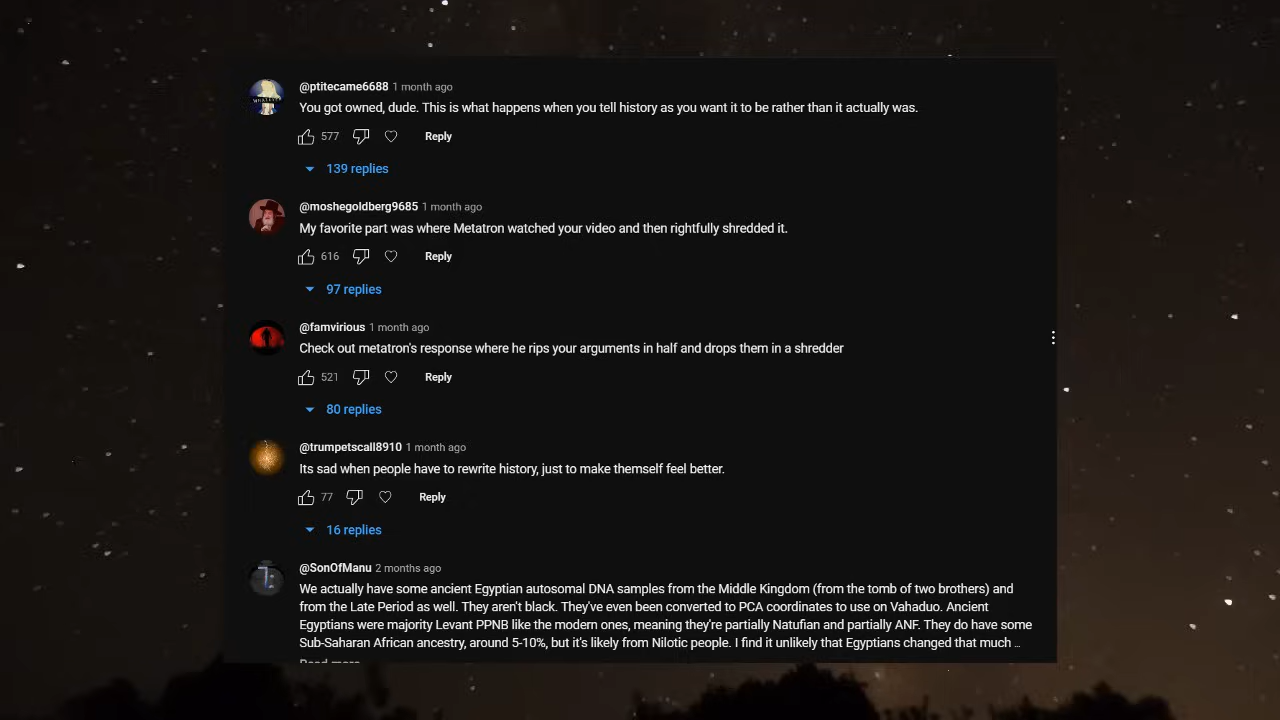 @ptitecame6688 1 month ago
You got owned, dude. This is what happens when you tell history as you want it to be rather than it actually was.
577 Reply
139 replies
@moshegoldberg9685 1 month ago
My favorite part was where Metatron watched your video and then rightfully shredded it.
616 Reply
97 replies
@famvirious 1 month ago
Check out metatron's response where he rips your arguments in half and drops them in a shredder
521 Reply
80 replies
@trumpetscall8910 1 month ago
Its sad when people have to rewrite history, just to make themself feel better.
77 Reply
16 replies
@SonOfManu 2 months ago
We actually have some ancient Egyptian autosomal DNA samples from the Middle Kingdom (from the tomb of two brothers) and
from the Late Period as well. They aren't black. They've even been converted to PCA coordinates to use on Vahaduo. Ancient
Egyptians were majority Levant PPNB like the modern ones, meaning they're partially Natufian and partially ANF. They do have some
Sub-Saharan African ancestry, around 5-10%, but it's likely from Nilotic people. I find it unlikely that Egyptians changed that much ...
Read more